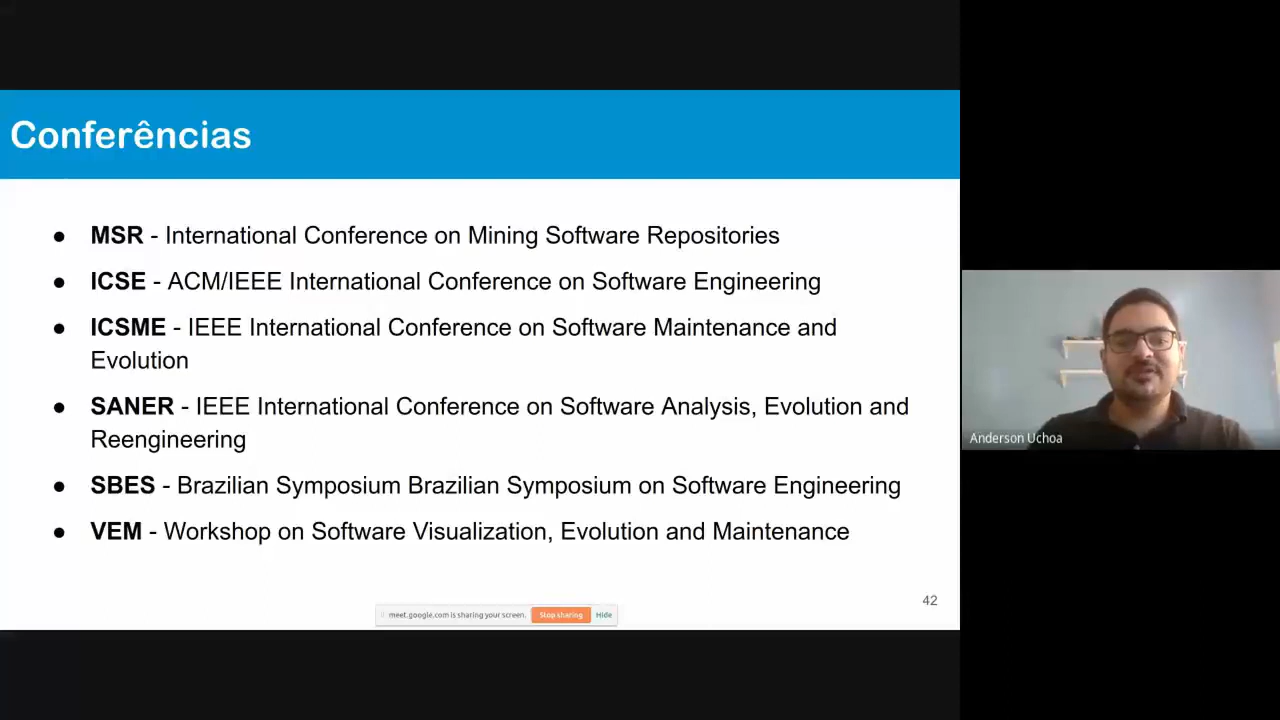 Conferências
● MSR - International Conference on Mining Software Repositories
● ICSE - ACM/IEEE International Conference on Software Engineering
● ICSME - IEEE International Conference on Software Maintenance and
Evolution
● SANER - IEEE International Conference on Software Analysis, Evolution and
Reengineering
● SBES - Brazilian Symposium Brazilian Symposium on Software Engineering
● VEM - Workshop on Software Visualization, Evolution and Maintenance
42
meet.google.com is sharing your screen. Stop sharing Hide
Anderson Uchoa